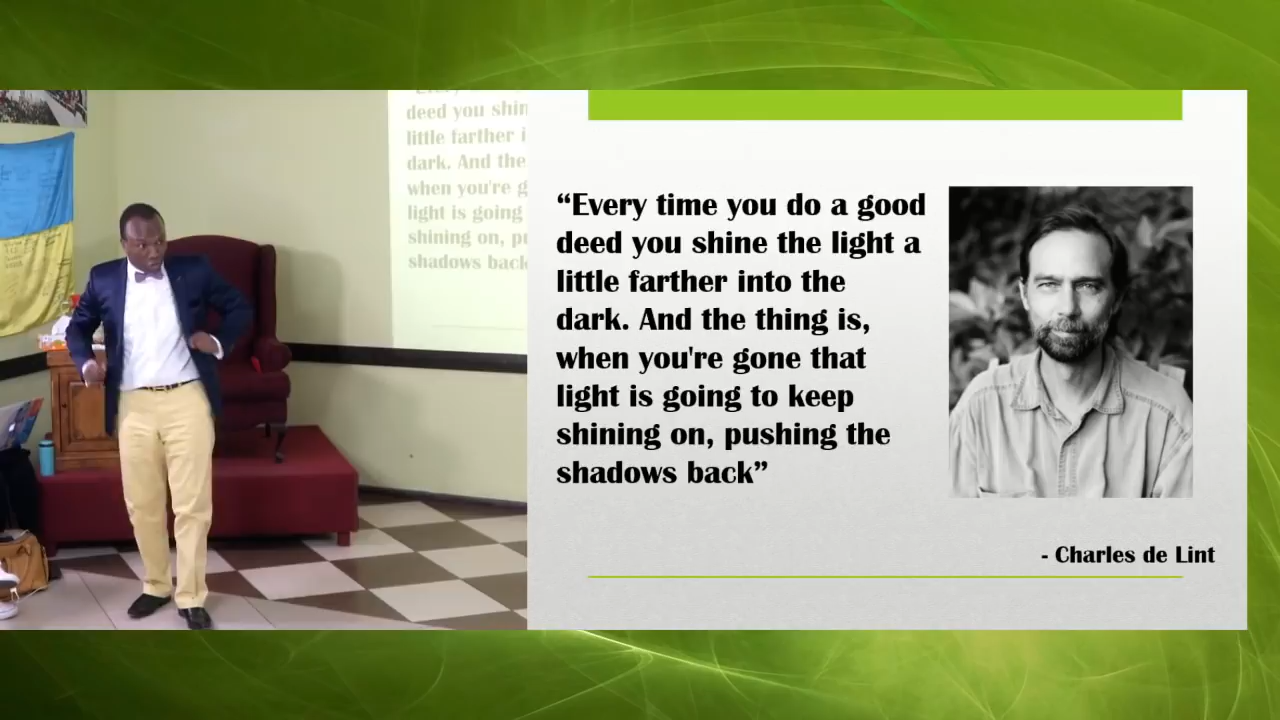 deed you shin
little farther i
dark. And the
when you're g
light is going
shining on, pu
shadows back
“Every time you do a good
deed you shine the light a
little farther into the
dark. And the thing is,
when you're gone that
light is going to keep
shining on, pushing the
shadows back”
- Charles de Lint